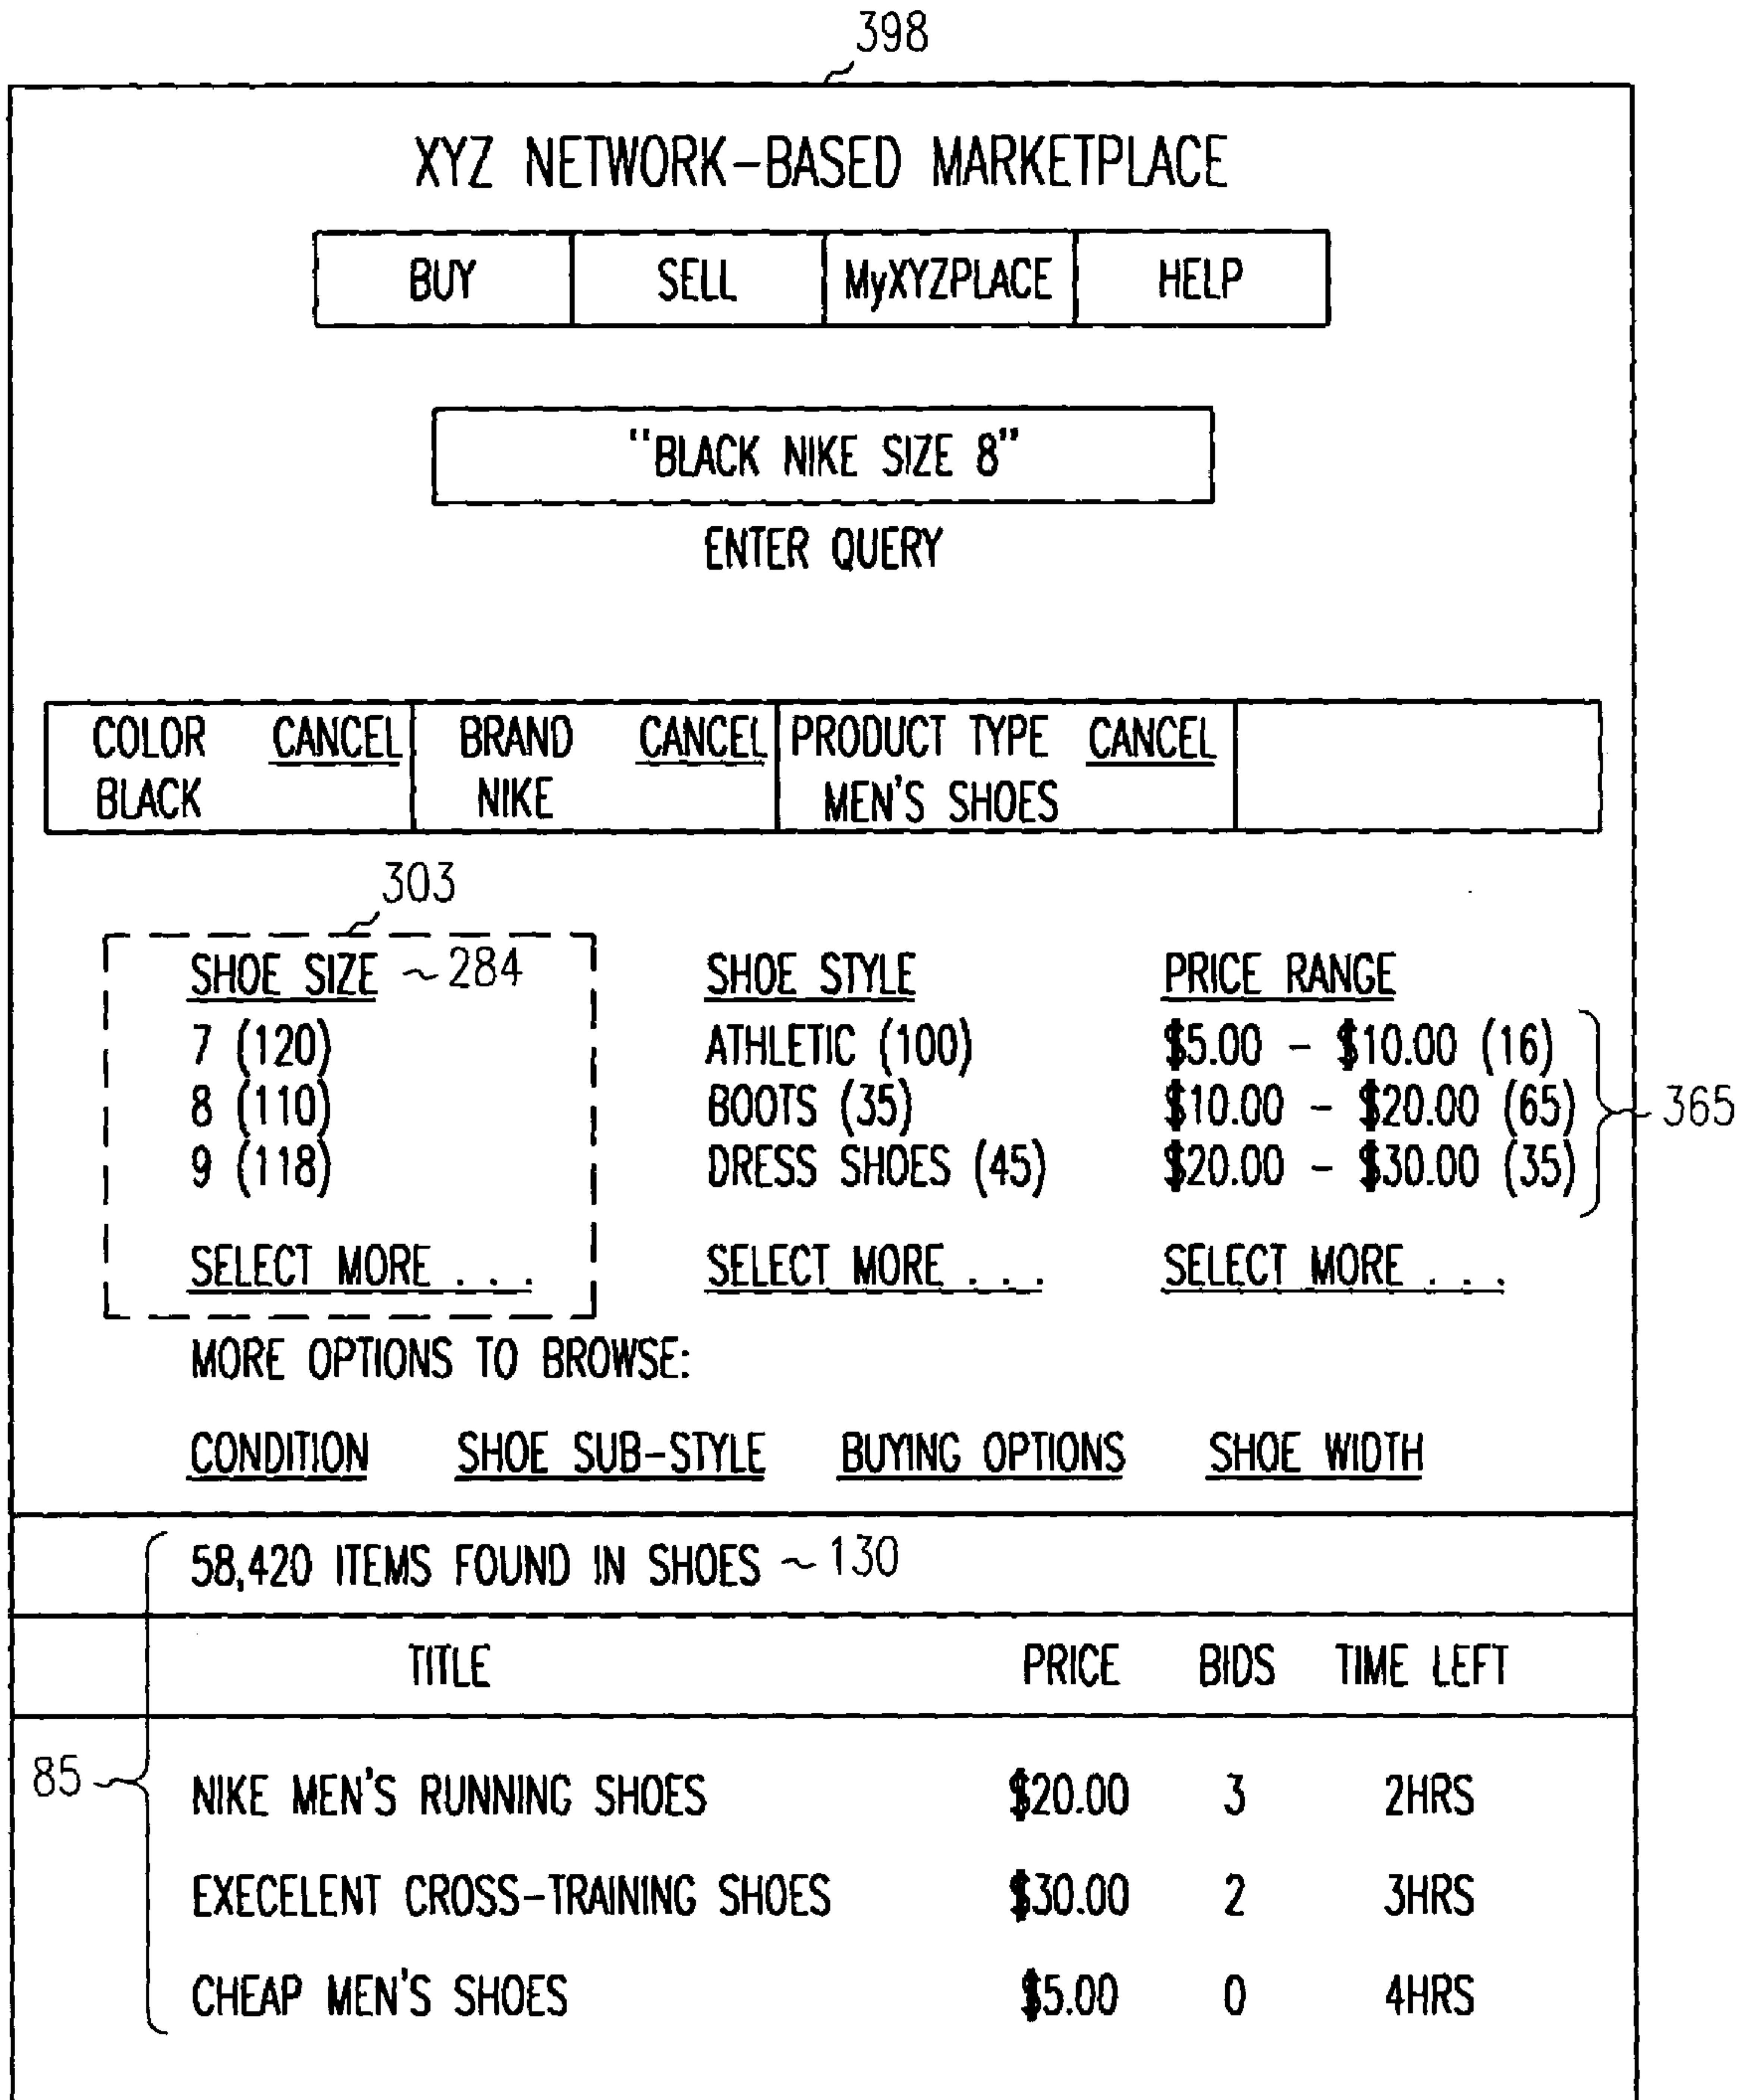 398
XYZ NETWORK-BASED MARKETPLACE
BUY SELL MyXYZPLACE HELP
"BLACK NIKE SIZE 8"
ENTER QUERY
COLOR CANCEL BRAND CANCEL PRODUCT TYPE CANCEL
BLACK NIKE MEN'S SHOES
303
SHOE SIZE ~284 SHOE STYLE PRICE RANGE
7 (120) ATHLETIC (100) $5.00 - $10.00 (16)
8 (110) BOOTS (35) $10.00 - $20.00 (65) 365
9 (118) DRESS SHOES (45) $20.00 - $30.00 (35)
SELECT MORE . . . SELECT MORE . . . SELECT MORE . . .
MORE OPTIONS TO BROWSE:
CONDITION SHOE SUB-STYLE BUYING OPTIONS SHOE WIDTH
58,420 ITEMS FOUND IN SHOES ~130
TITLE PRICE BIDS TIME LEFT
85 NIKE MEN'S RUNNING SHOES $20.00 3 2HRS
EXECELENT CROSS-TRAINING SHOES $30.00 2 3HRS
CHEAP MEN'S SHOES $5.00 0 4HRS